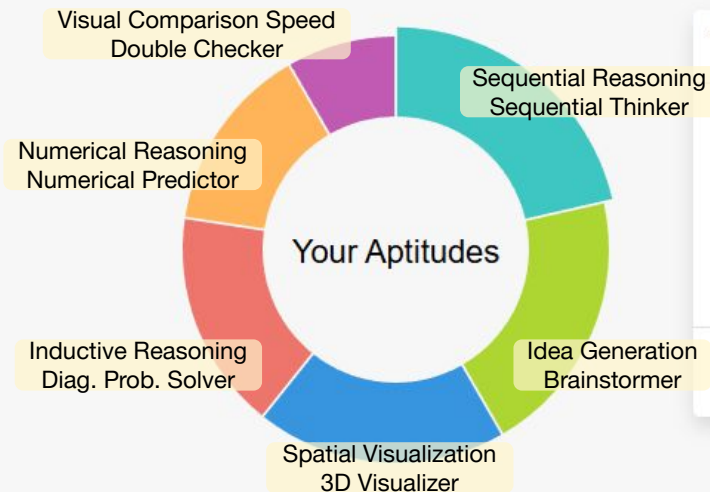 Visual Comparison Speed
Double Checker
Sequential Reasoning
Sequential Thinker
Numerical Reasoning
Numerical Predictor
Your Aptitudes
Inductive Reasoning
Diag. Prob. Solver
Idea Generation
Brainstormer
Spatial Visualization
3D Visualizer